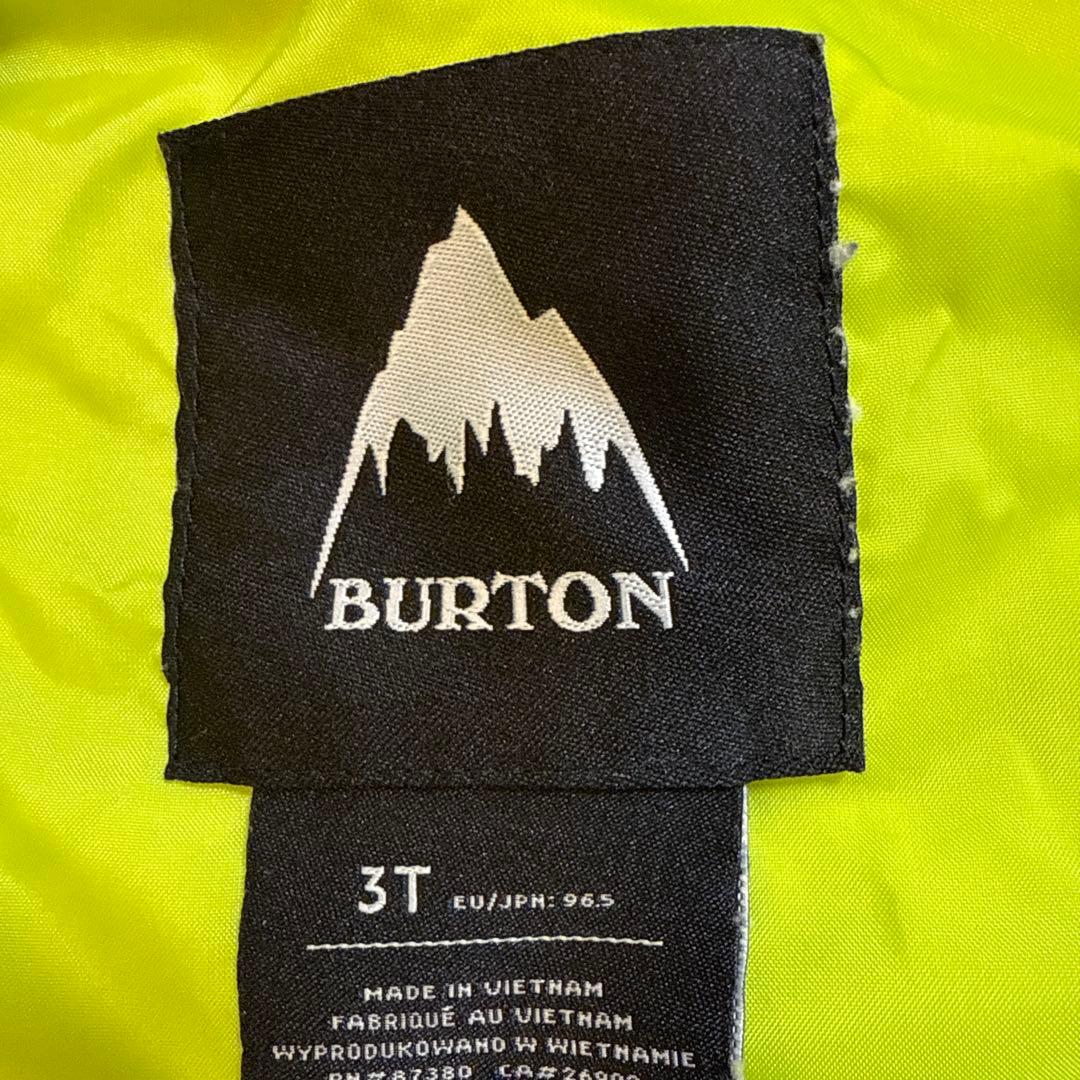 BURTON
3T EU/JPN: 96.5
MADE IN VIETNAM
FABRIQUÉ AU VIETNAM
WYPRODUKOWANO W WIETNAMIE